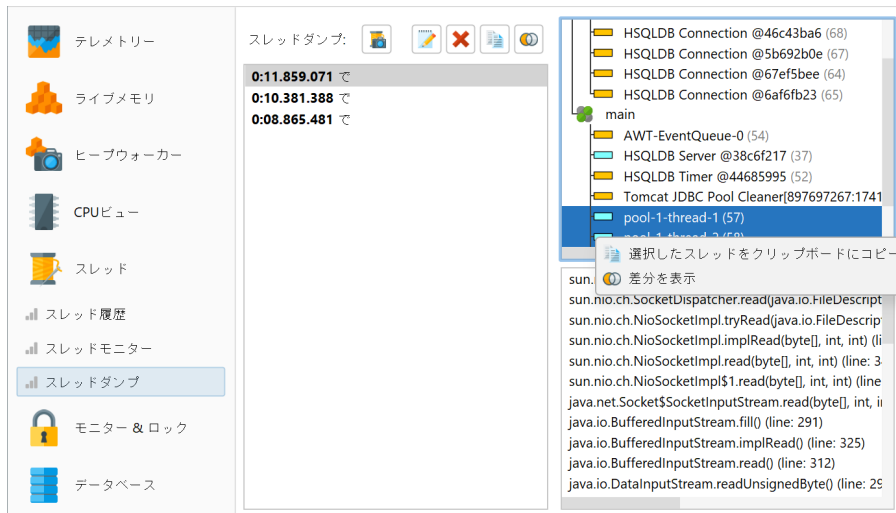 テレメトリー
ライブメモリ
ヒープウォーカー
CPUビュー
スレッド
スレッド履歴
スレッドモニター
スレッドダンプ
モニター & ロック
データベース
スレッドダンプ:
0:11.859.071 で
0:10.381.388 で
0:08.865.481 で
HSQLDB Connection @46c43ba6 (68)
HSQLDB Connection @5b692b0e (67)
HSQLDB Connection @67ef5bee (64)
HSQLDB Connection @6af6fb23 (65)
main
AWT-EventQueue-0 (54)
HSQLDB Server @38c6f217 (37)
HSQLDB Timer @44685995 (52)
Tomcat JDBC Pool Cleaner[897697267:1741
pool-1-thread-1 (57)
選択したスレッドをクリップボードにコピー
差分を表示
sun.nio.ch.SocketDispatcher.read(java.io.FileDescript
sun.nio.ch.NioSocketImpl.tryRead(java.io.FileDescrip
sun.nio.ch.NioSocketImpl.implRead(byte[], int, int) (li
sun.nio.ch.NioSocketImpl.read(byte[], int, int) (line: 3
sun.nio.ch.NioSocketImpl$1.read(byte[], int, int) (line
java.net.Socket$SocketInputStream.read(byte[], int, i
java.io.BufferedInputStream.fill() (line: 291)
java.io.BufferedInputStream.implRead() (line: 325)
java.io.BufferedInputStream.read() (line: 312)
java.io.DataInputStream.readUnsignedByte() (line: 29